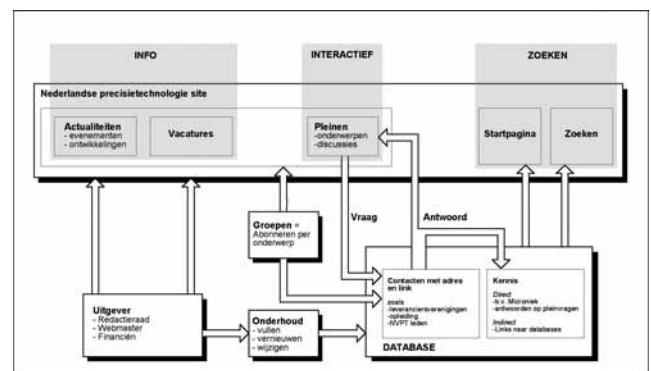 INFO
INTERACTIEF
ZOEKEN
Nederlandse precisietechnologie site
Actualiteiten
- evenementen
- ontwikkelingen
Vacatures
Pleinen
-onderwerpen
-discussies
Startpagina
Zoeken
Groepen =
Abonneren per
onderwerp
Vraag
Antwoord
Uitgever
- Redactieraad
- Webmaster
- Financiën
Onderhoud
- vullen
- vernieuwen
- wijzigen
Contacten met adres
en link
zoals
-leveranciersverenigingen
-opleiding
-NVPT leden
Kennis
Direct
-b.v. Mikroniek
-antwoorden op pleinvragen
Indirect
-Links naar databases
DATABASE